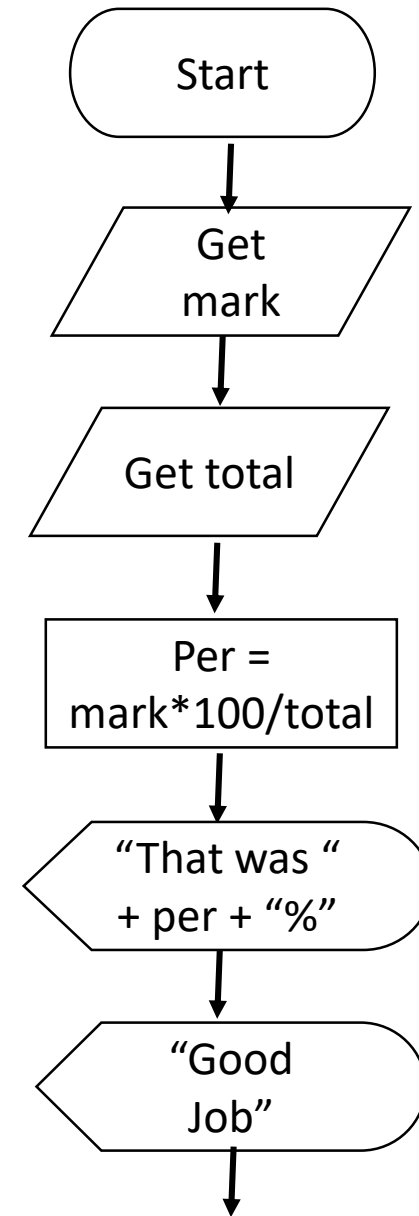 Start
Get
mark
Get total
Per =
mark*100/total
“That was “
+ per + “%”
“Good
Job”